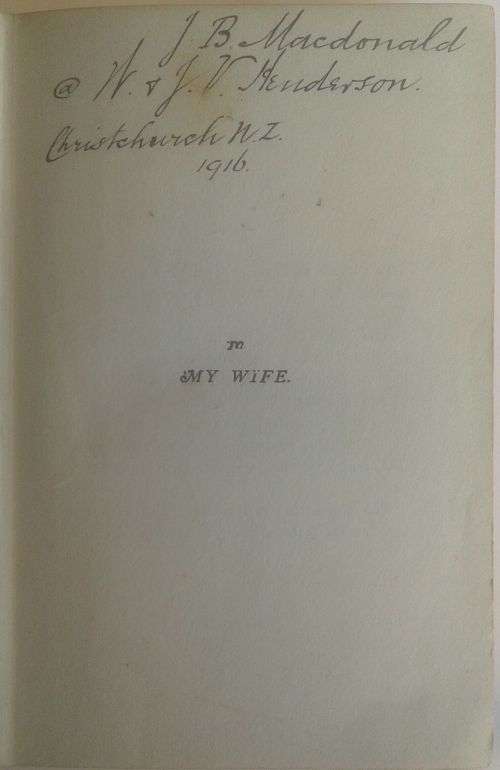 J. B. Macdonald
@ W. & J. V. Henderson.
Christchurch N.Z.
1916.
TO
MY WIFE.